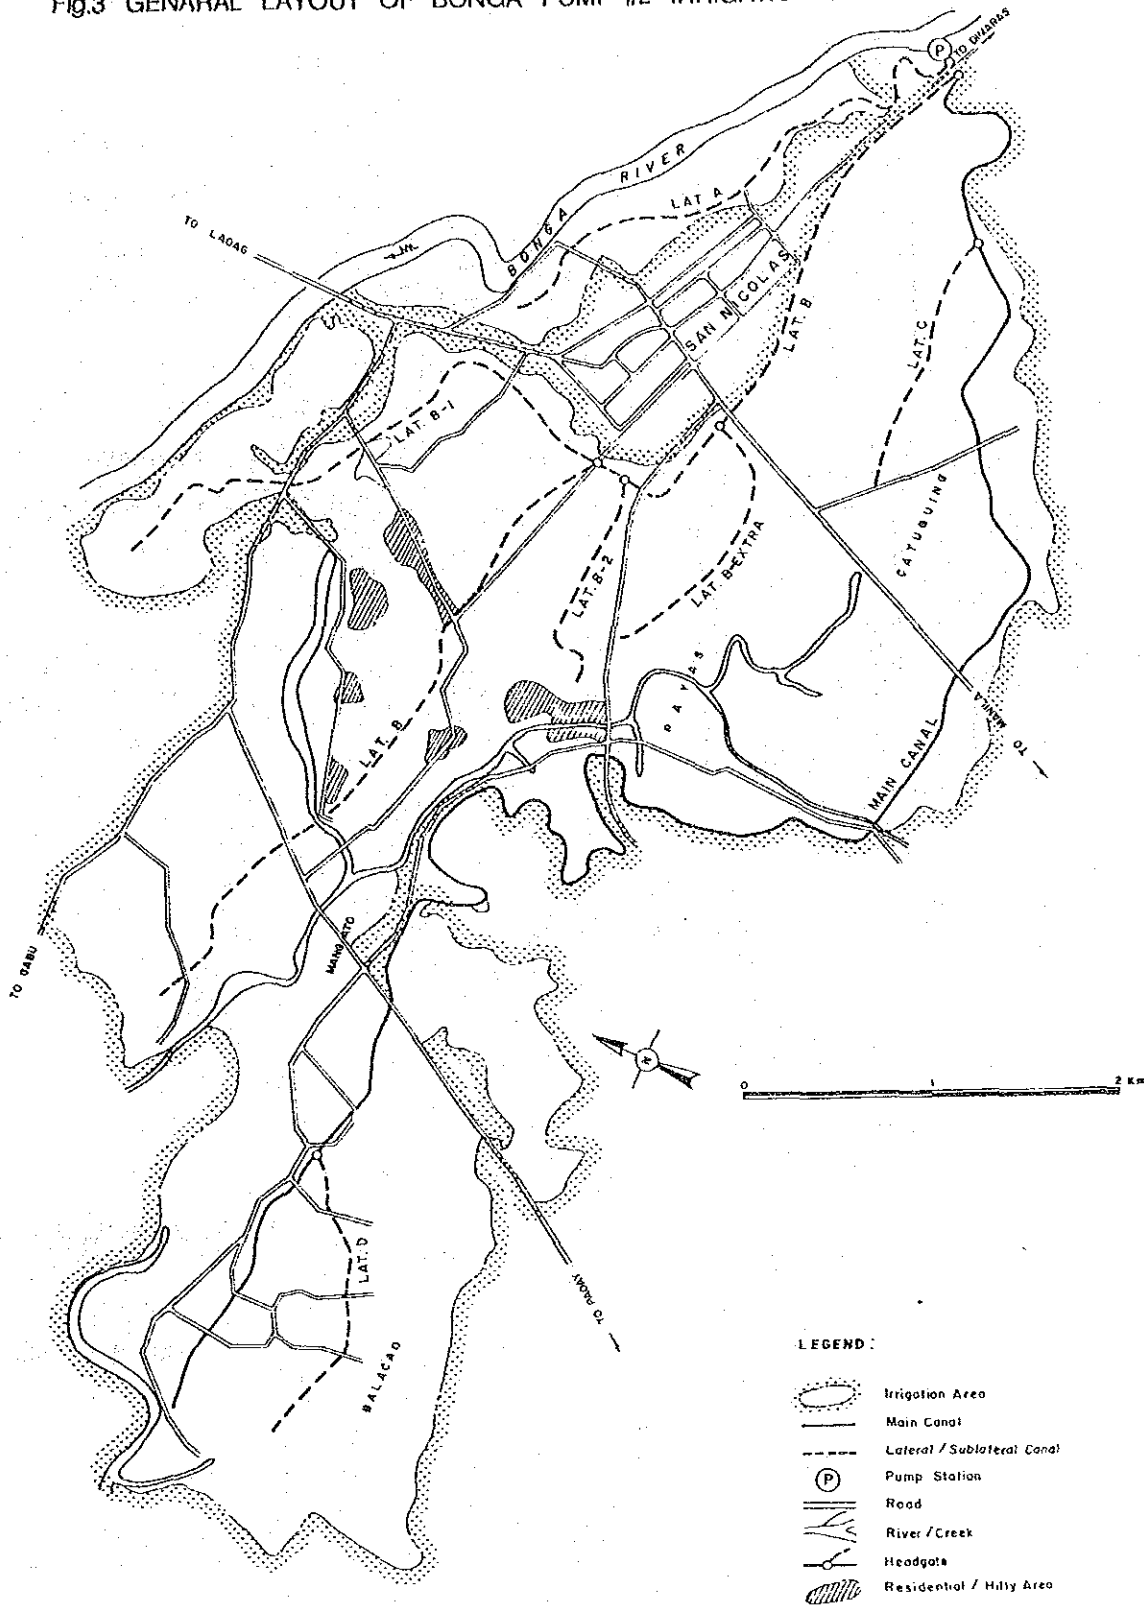 Fig.3 GENARAL LAYOUT OF BONGA PUMP #2
P
TO DINARAS
BONGA RIVER
TO LAOAG
LAT A
SAN NICOLAS
LAT. B
LAT. C
LAT. B-1
CATUGUING
LAT. B-2
LAT. B-EXTRA
PAYAS
LAT. B
MANILA
TO
MAIN CANAL
TO GABU
MANGATO
N
0 1 2 Km
LAT. D
TO PAOAY
BALACAD
LEGEND:
Irrigation Area
Main Canal
Lateral / Sublateral Canal
P Pump Station
Road
River / Creek
Headgate
Residential / Hilly Area